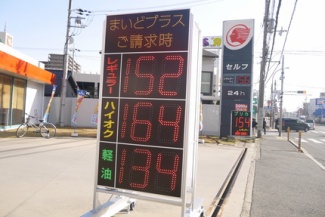 まいどプラス
ご請求時
レギュラー 152
ハイオク 164
軽油 134
セルフ
24h
154